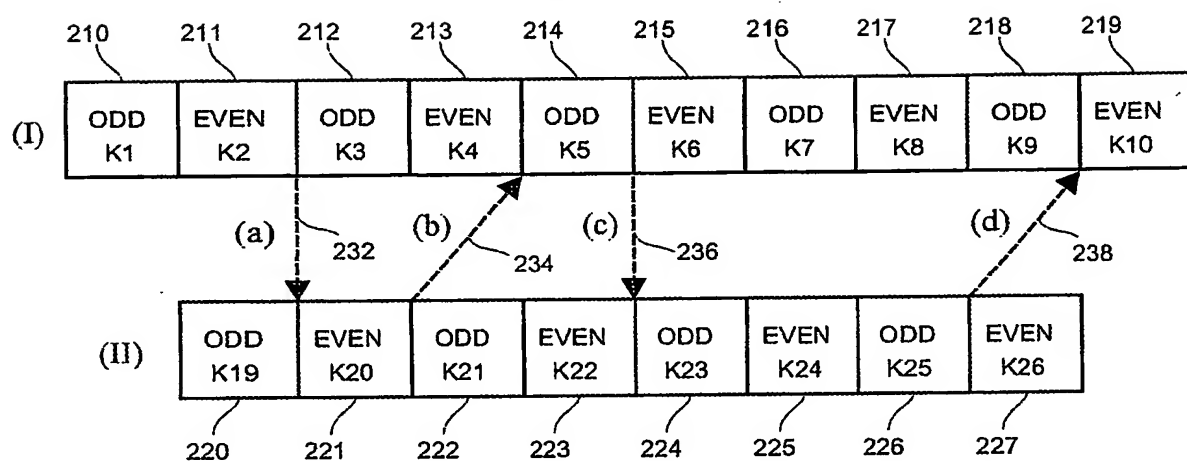 210 211 212 213 214 215 216 217 218 219
(I)
ODD EVEN ODD EVEN ODD EVEN ODD EVEN ODD EVEN
K1 K2 K3 K4 K5 K6 K7 K8 K9 K10
(a) 232 (b) 234 (c) 236 (d) 238
(II)
ODD EVEN ODD EVEN ODD EVEN ODD EVEN
K19 K20 K21 K22 K23 K24 K25 K26
220 221 222 223 224 225 226 227